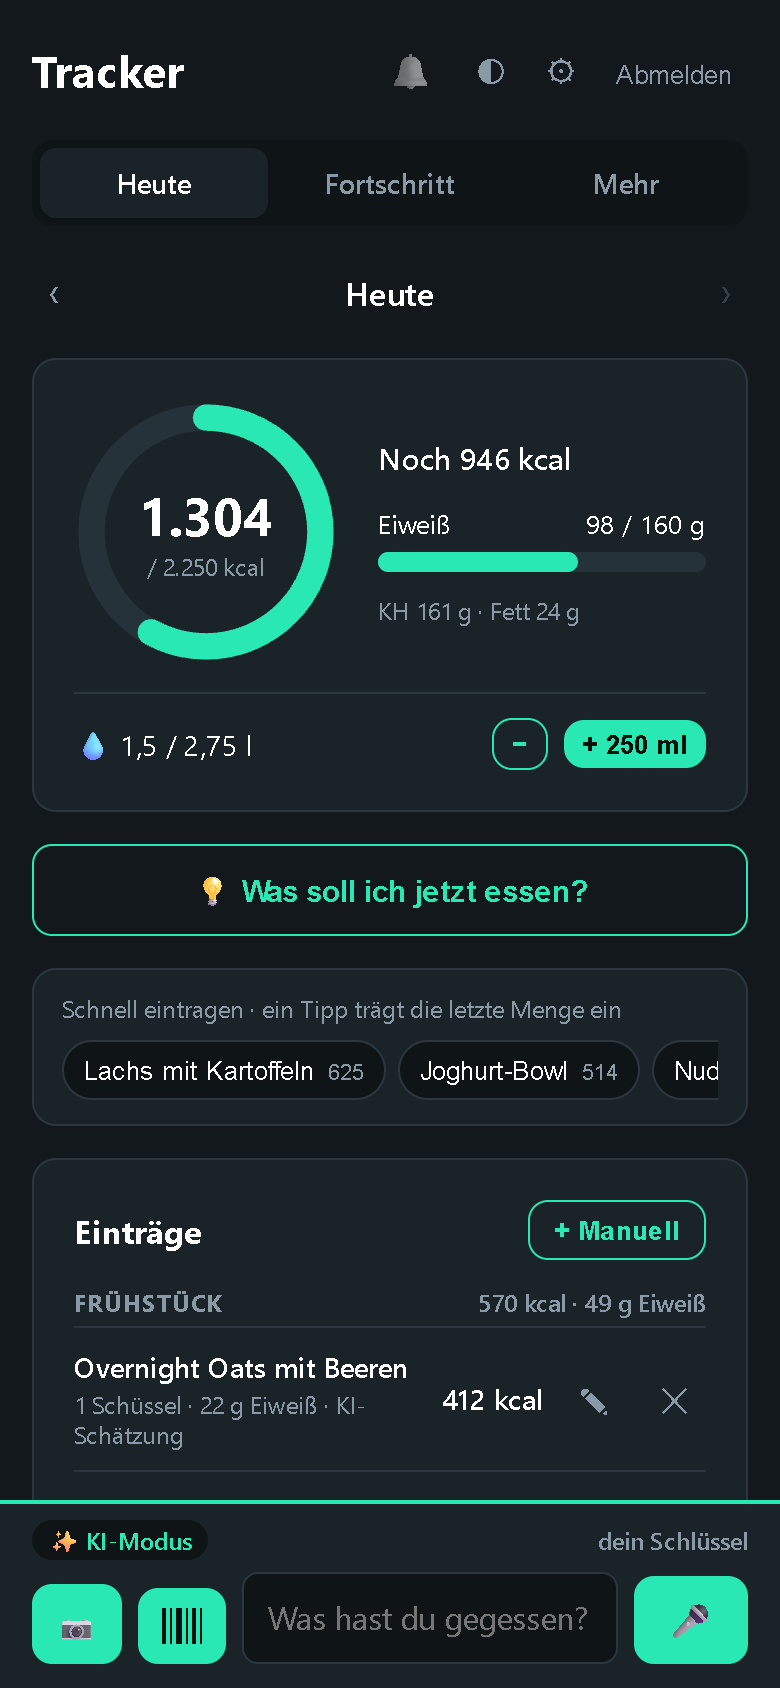 Tracker
Abmelden
Heute
Fortschritt
Mehr
‹
Heute
›
1.304
/ 2.250 kcal
Noch 946 kcal
Eiweiß
98 / 160 g
KH 161 g · Fett 24 g
1,5 / 2,75 l
−
+ 250 ml
Was soll ich jetzt essen?
Schnell eintragen · ein Tipp trägt die letzte Menge ein
Lachs mit Kartoffeln 625
Joghurt-Bowl 514
Nud
Einträge
+ Manuell
FRÜHSTÜCK
570 kcal · 49 g Eiweiß
Overnight Oats mit Beeren
1 Schüssel · 22 g Eiweiß · KI-
Schätzung
412 kcal
KI-Modus
dein Schlüssel
Was hast du gegessen?